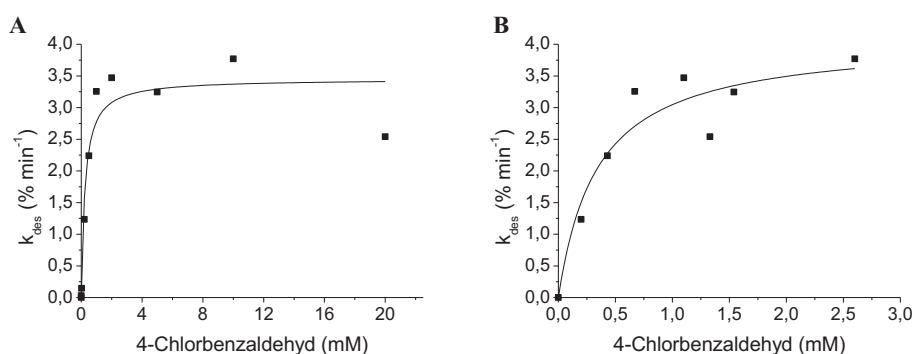 A
4,0
3,5
3,0
2,5
2,0
1,5
1,0
0,5
0,0
k_des (% min⁻¹)
0 4 8 12 16 20
4-Chlorbenzaldehyd (mM)
B
4,0
3,5
3,0
2,5
2,0
1,5
1,0
0,5
0,0
k_des (% min⁻¹)
0,0 0,5 1,0 1,5 2,0 2,5 3,0
4-Chlorbenzaldehyd (mM)